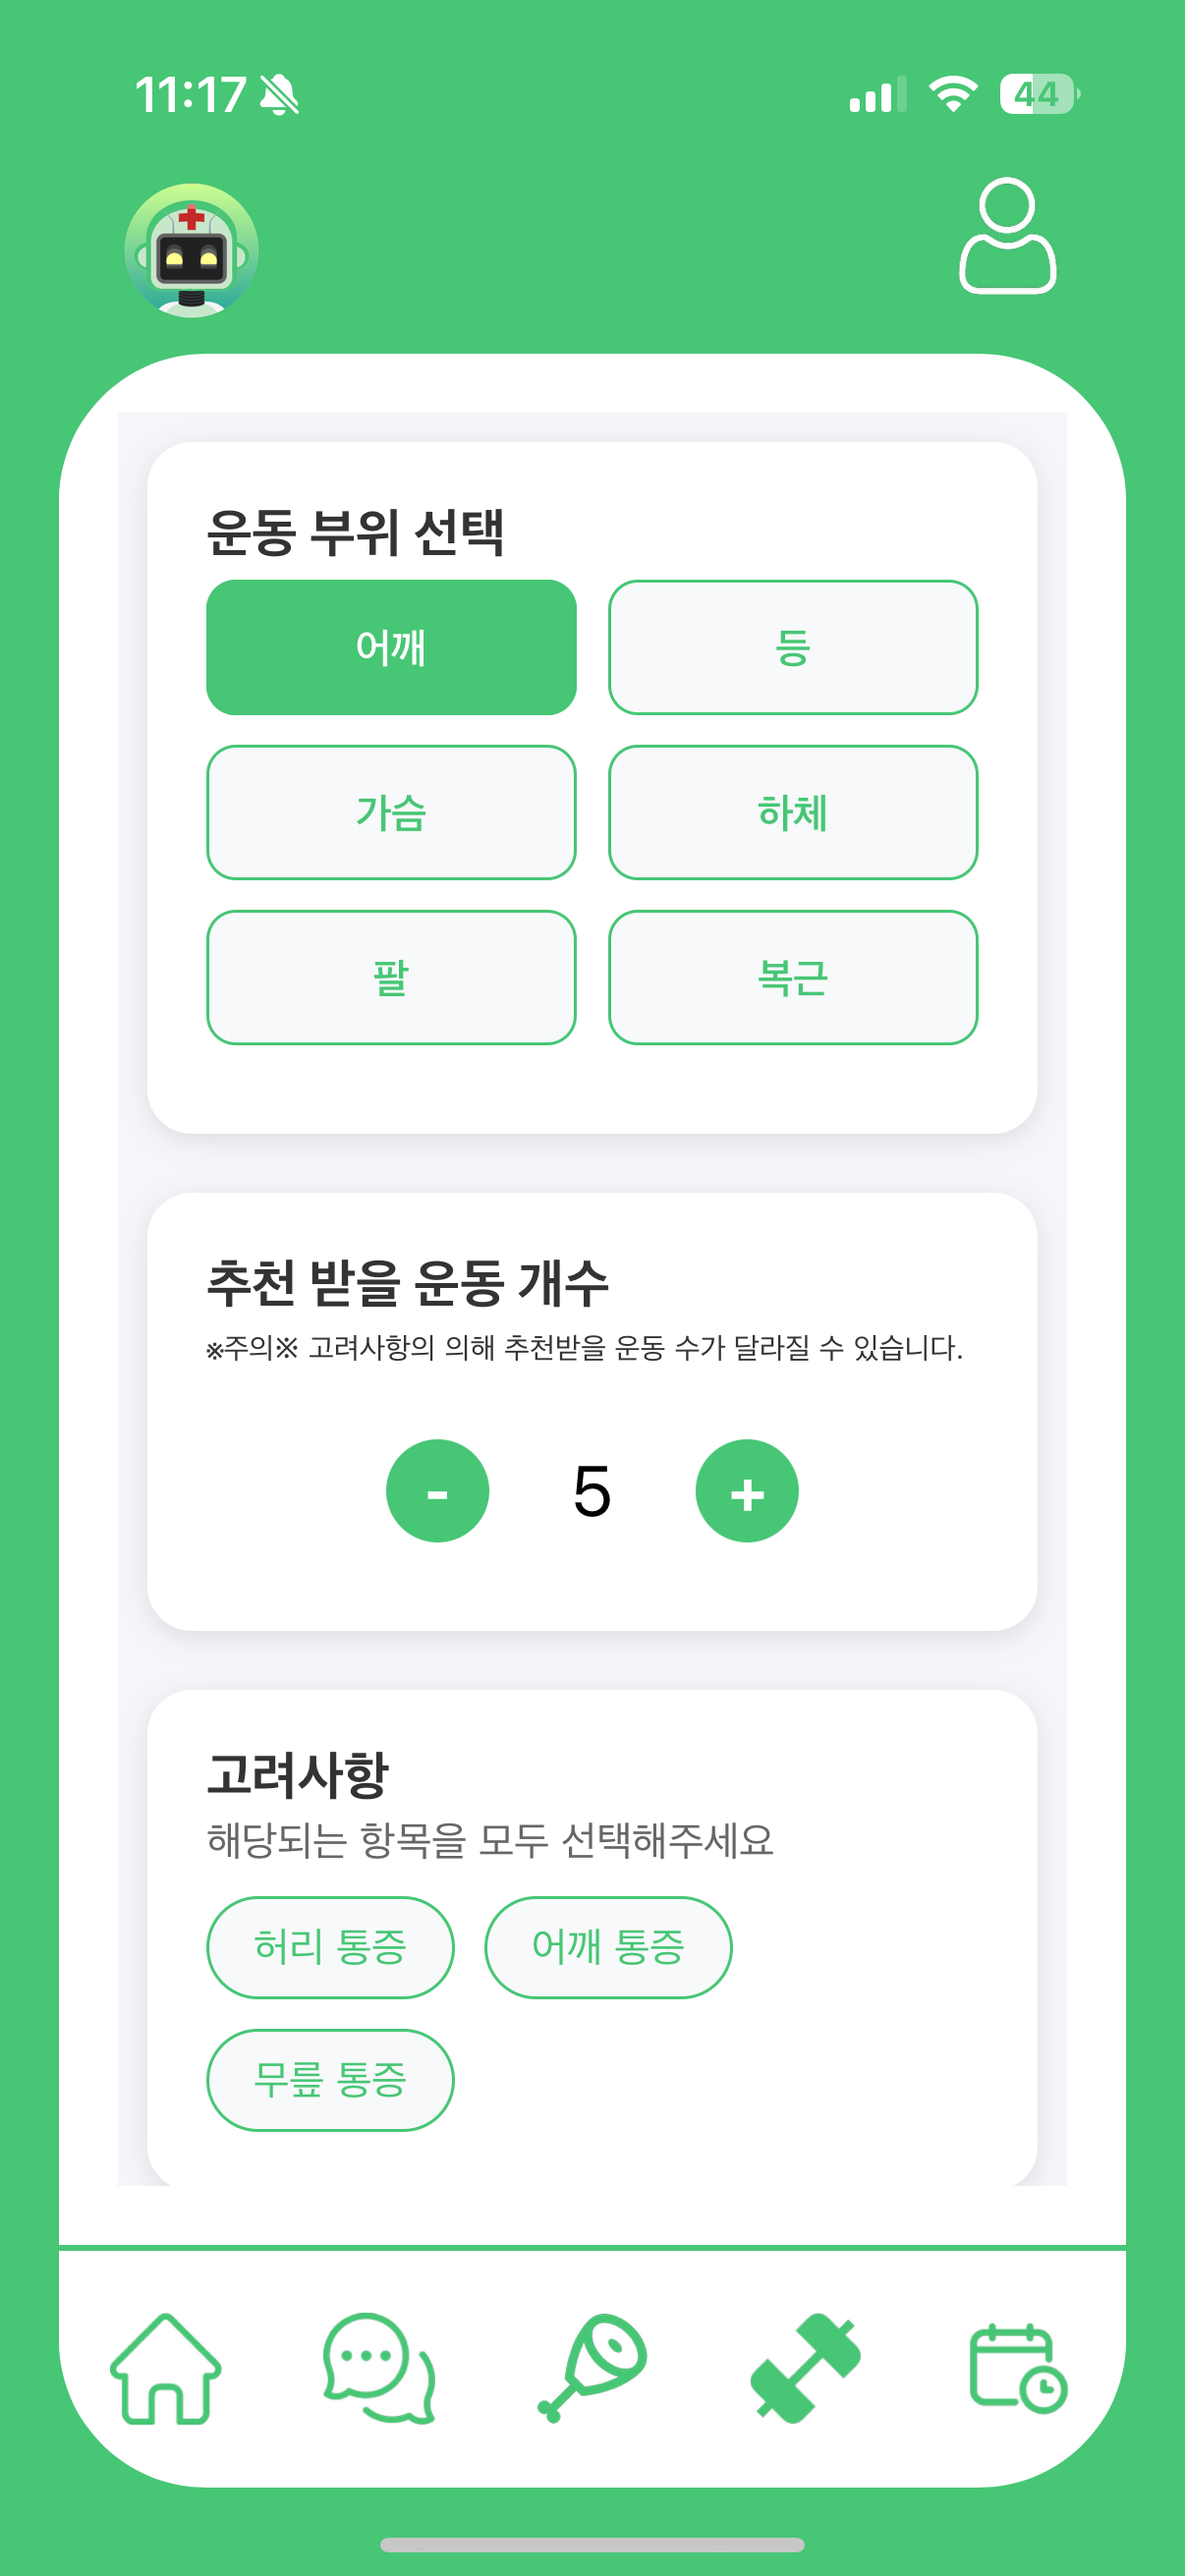 11:17
44
운동 부위 선택
어깨 등
가슴 하체
팔 복근
추천 받을 운동 개수
※주의※ 고려사항의 의해 추천받을 운동 수가 달라질 수 있습니다.
- 5 +
고려사항
해당되는 항목을 모두 선택해주세요
허리 통증 어깨 통증
무릎 통증